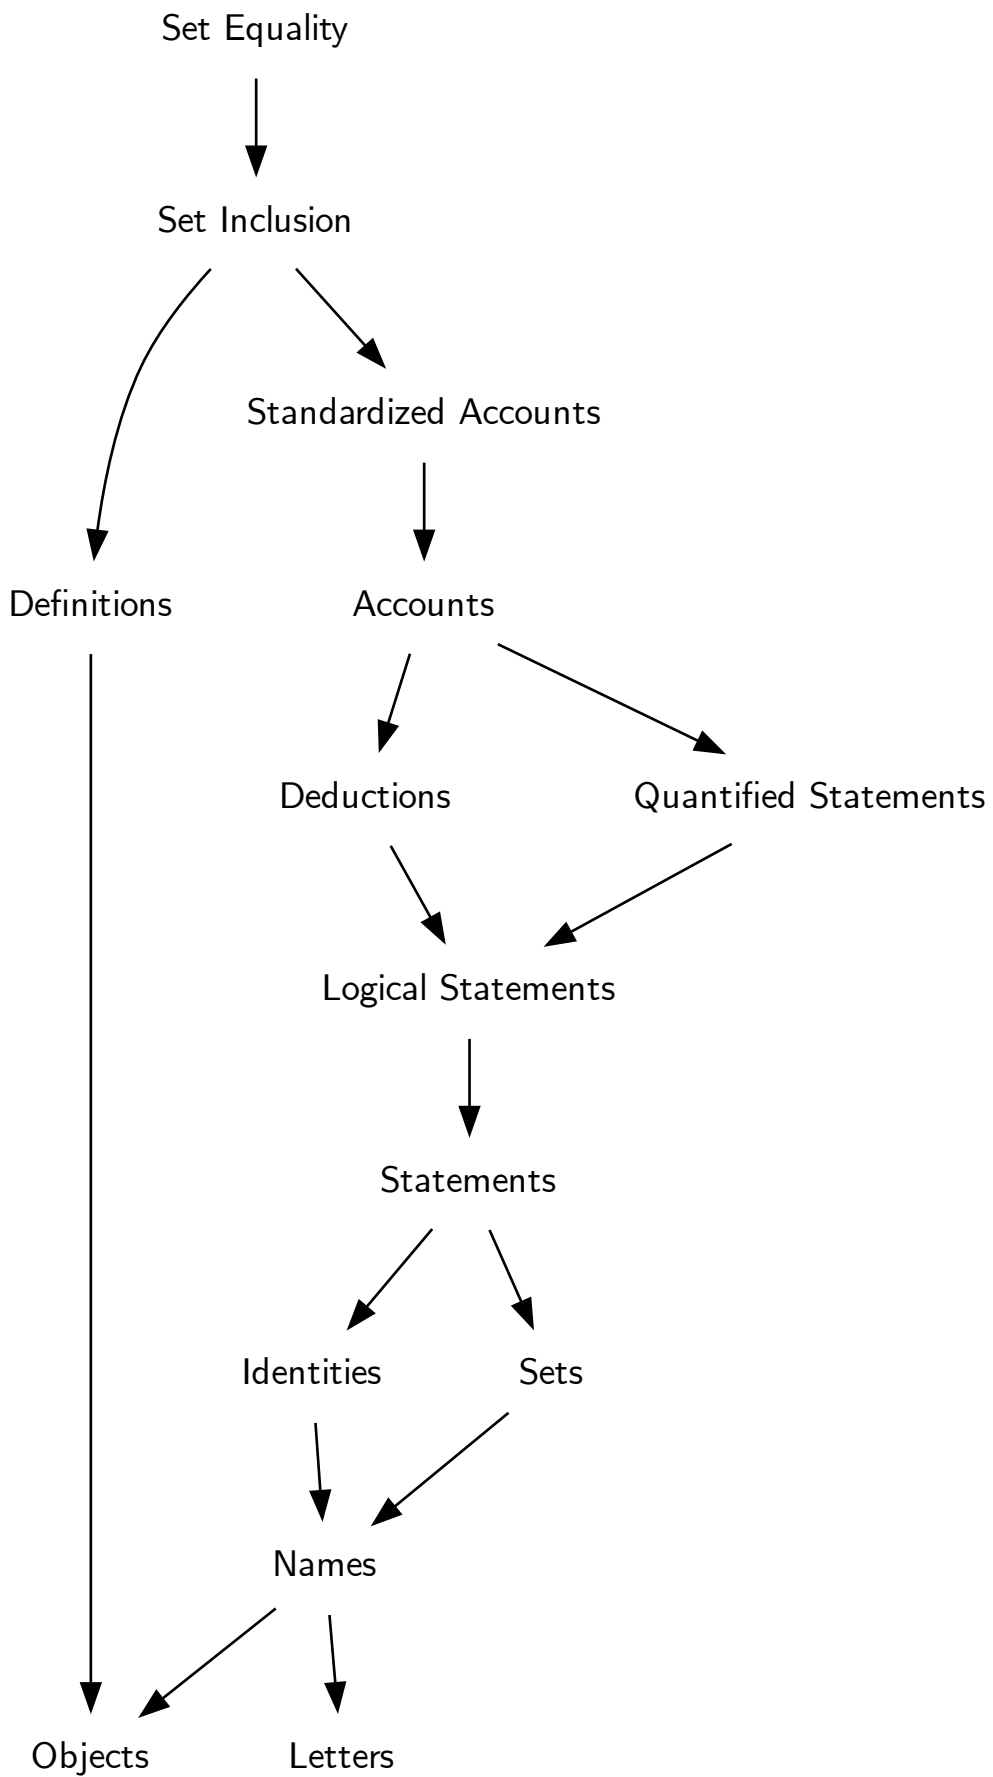 Set Equality
Set Inclusion
Standardized Accounts
Definitions
Accounts
Deductions
Quantified Statements
Logical Statements
Statements
Identities
Sets
Names
Objects
Letters